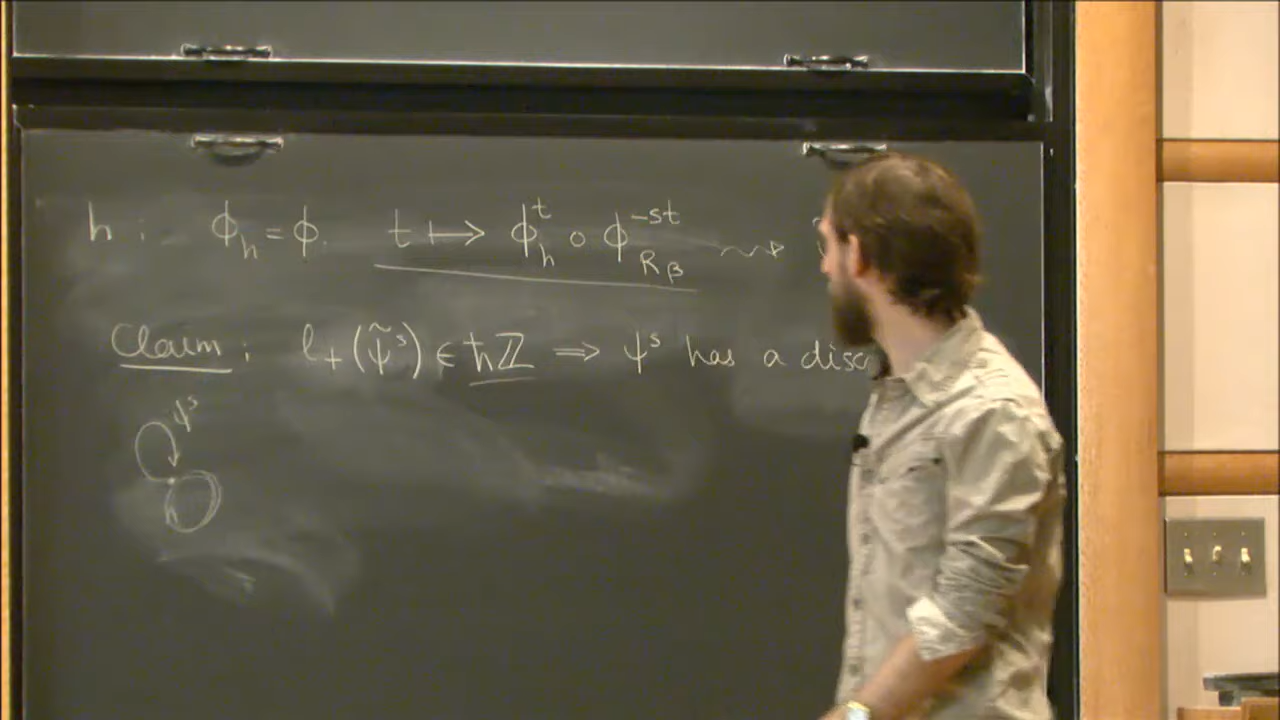 h : ϕ_h = ϕ. t ↦ ϕ_h^t ∘ ϕ_{R_β}^{-st} ⇝
Claim : ℓ_+(ψ̃^s) ∈ ℏℤ ⟹ ψ^s has a disc
ψ^s
h